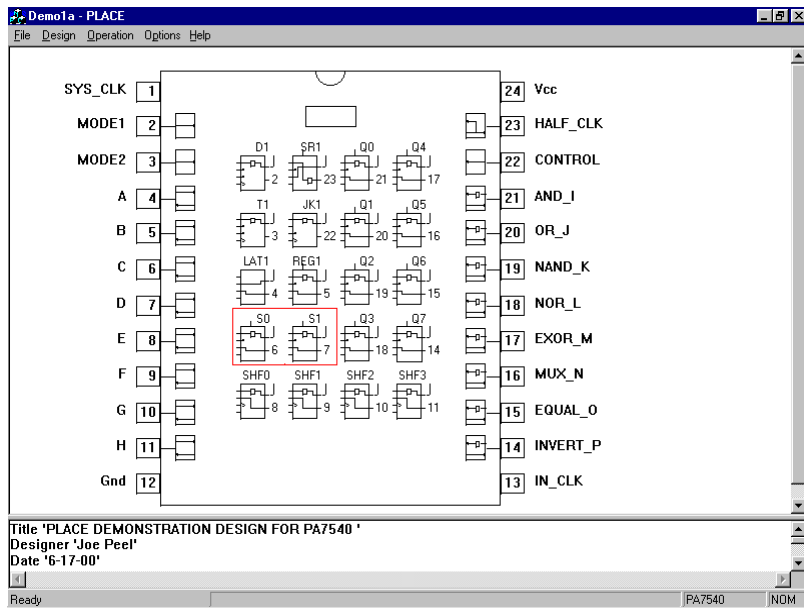 Demo1a - PLACE
File Design Operation Options Help
SYS_CLK 1 24 Vcc
MODE1 2 23 HALF_CLK
MODE2 3 22 CONTROL
A 4 21 AND_I
B 5 20 OR_J
C 6 19 NAND_K
D 7 18 NOR_L
E 8 17 EXOR_M
F 9 16 MUX_N
G 10 15 EQUAL_O
H 11 14 INVERT_P
Gnd 12 13 IN_CLK
D1 SR1 Q0 Q4
2 23 21 17
T1 JK1 Q1 Q5
3 22 20 16
LAT1 REG1 Q2 Q6
4 5 19 15
S0 S1 Q3 Q7
6 7 18 14
SHF0 SHF1 SHF2 SHF3
8 9 10 11
Title 'PLACE DEMONSTRATION DESIGN FOR PA7540 '
Designer 'Joe Peel'
Date '6-17-00'
Ready PA7540 NOM